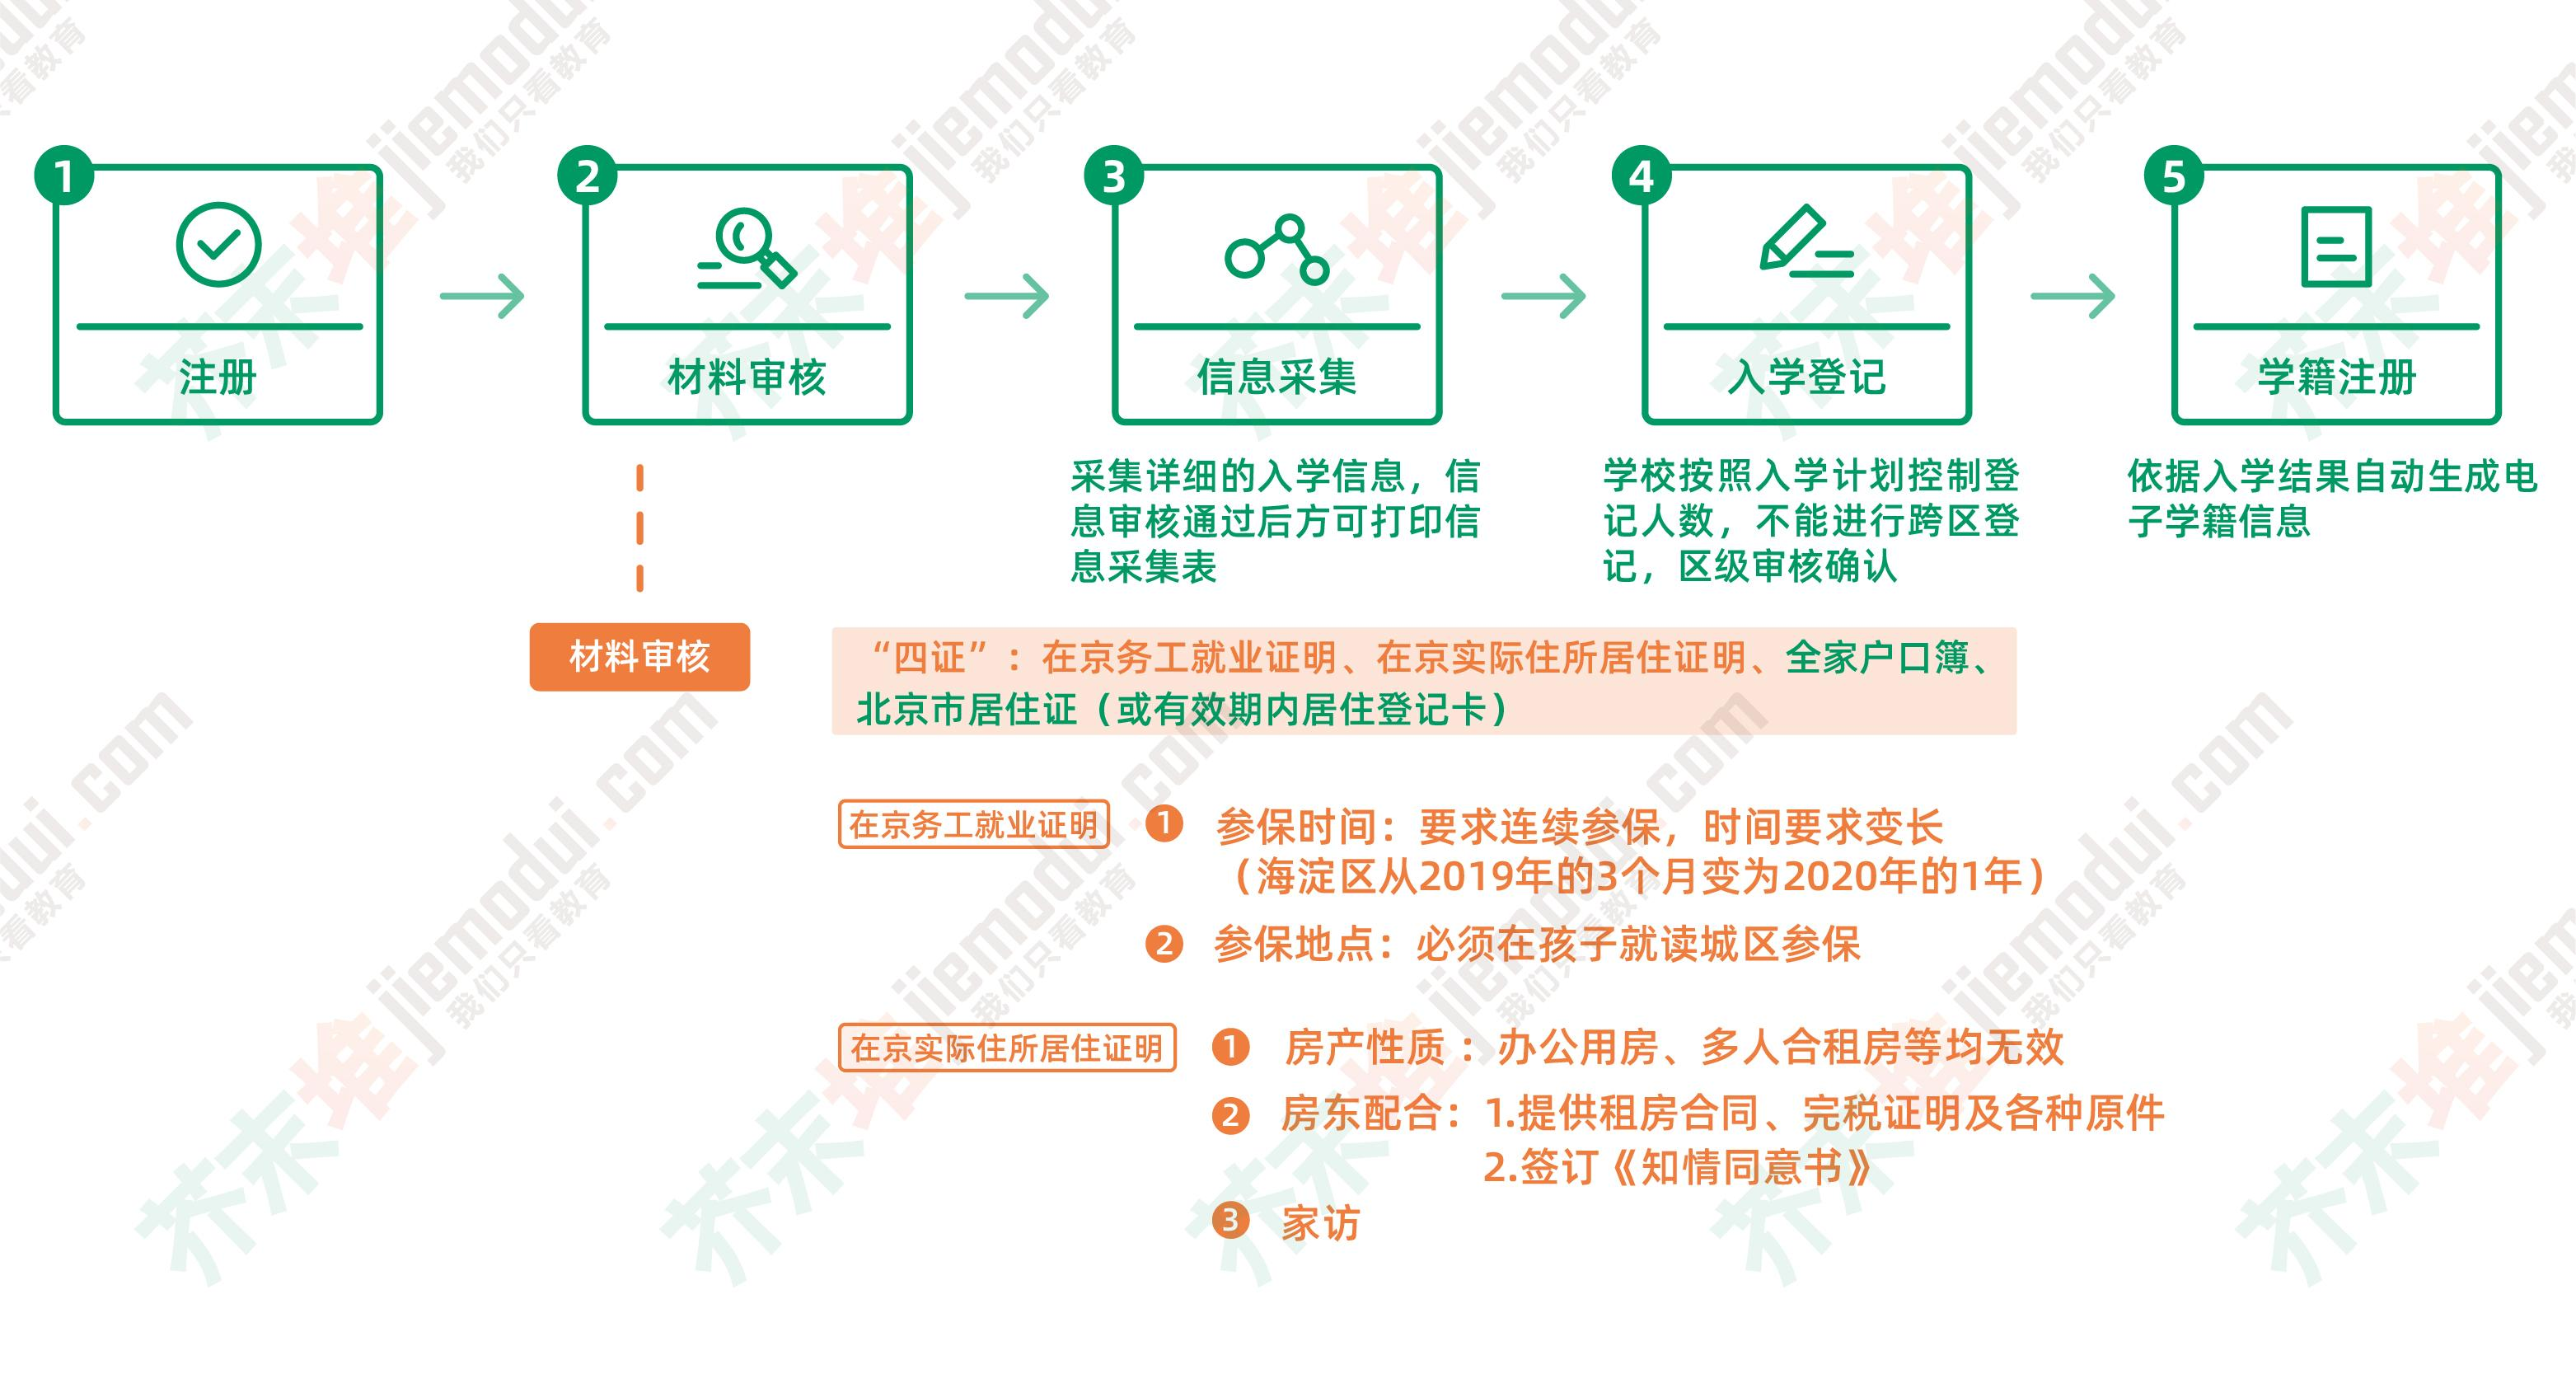 1
注册
2
材料审核
3
信息采集
4
入学登记
5
学籍注册
采集详细的入学信息，信
息审核通过后方可打印信
息采集表
学校按照入学计划控制登
记人数，不能进行跨区登
记，区级审核确认
依据入学结果自动生成电
子学籍信息
材料审核
“四证”：在京务工就业证明、在京实际住所居住证明、全家户口簿、
北京市居住证（或有效期内居住登记卡）
在京务工就业证明
1 参保时间：要求连续参保，时间要求变长
（海淀区从2019年的3个月变为2020年的1年）
2 参保地点：必须在孩子就读城区参保
在京实际住所居住证明
1 房产性质：办公用房、多人合租房等均无效
2 房东配合：1.提供租房合同、完税证明及各种原件
2.签订《知情同意书》
3 家访
芥末堆 jiemodui.com
我们只看教育